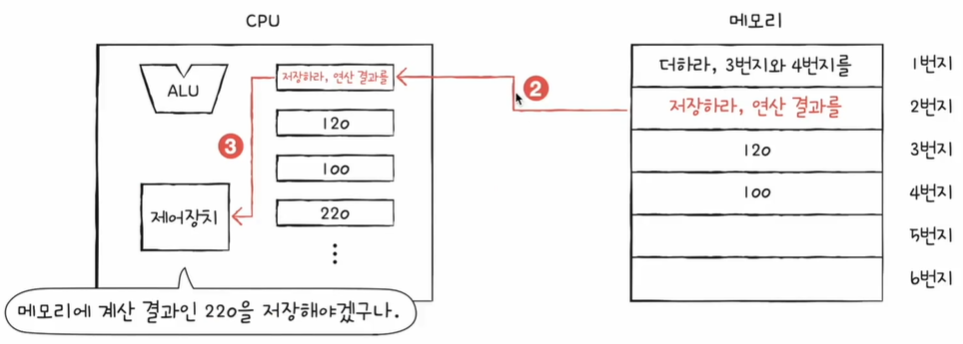 CPU
메모리
ALU
저장하라, 연산 결과를
120
100
220
⋮
제어장치
메모리에 계산 결과인 220을 저장해야겠구나.
2
3
더하라, 3번지와 4번지를
1번지
저장하라, 연산 결과를
2번지
120
3번지
100
4번지
5번지
6번지